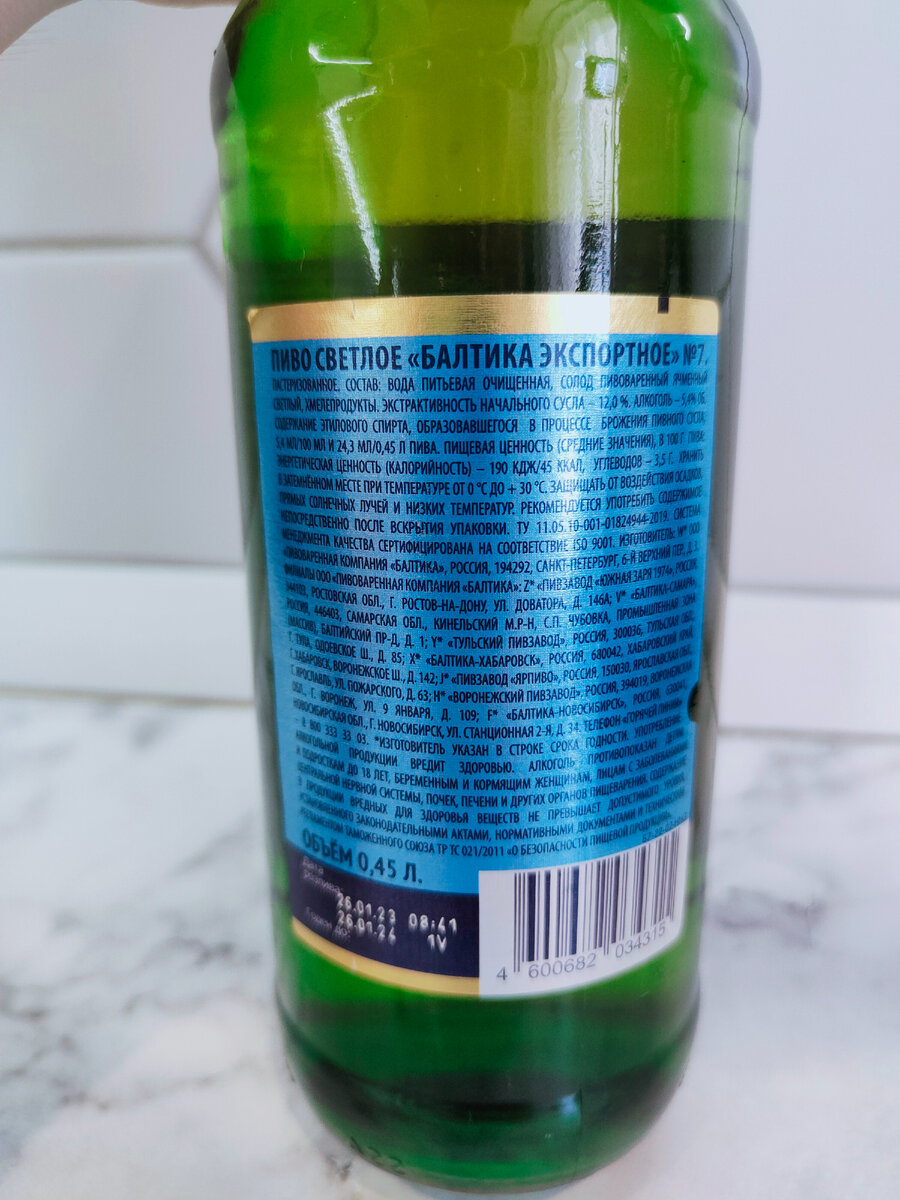 ПИВО СВЕТЛОЕ «БАЛТИКА ЭКСПОРТНОЕ» №7,
ПАСТЕРИЗОВАННОЕ. СОСТАВ: ВОДА ПИТЬЕВАЯ ОЧИЩЕННАЯ, СОЛОД ПИВОВАРЕННЫЙ ЯЧМЕННЫЙ
СВЕТЛЫЙ, ХМЕЛЕПРОДУКТЫ. ЭКСТРАКТИВНОСТЬ НАЧАЛЬНОГО СУСЛА – 12,0 %. АЛКОГОЛЬ – 5,4% ОБ.
СОДЕРЖАНИЕ ЭТИЛОВОГО СПИРТА, ОБРАЗОВАВШЕГОСЯ В ПРОЦЕССЕ БРОЖЕНИЯ ПИВНОГО СУСЛА,
5,4 МЛ/100 МЛ И 24,3 МЛ/0,45 Л ПИВА. ПИЩЕВАЯ ЦЕННОСТЬ (СРЕДНИЕ ЗНАЧЕНИЯ), В 100 Г ПИВА:
ЭНЕРГЕТИЧЕСКАЯ ЦЕННОСТЬ (КАЛОРИЙНОСТЬ) – 190 КДЖ/45 ККАЛ, УГЛЕВОДОВ – 3,5 Г. ХРАНИТЬ
В ЗАТЕМНЁННОМ МЕСТЕ ПРИ ТЕМПЕРАТУРЕ ОТ 0 °С ДО + 30 °С. ЗАЩИЩАТЬ ОТ ВОЗДЕЙСТВИЯ ОСАДКОВ,
ПРЯМЫХ СОЛНЕЧНЫХ ЛУЧЕЙ И НИЗКИХ ТЕМПЕРАТУР. РЕКОМЕНДУЕТСЯ УПОТРЕБИТЬ СОДЕРЖИМОЕ
НЕПОСРЕДСТВЕННО ПОСЛЕ ВСКРЫТИЯ УПАКОВКИ. ТУ 11.05.10-001-01824944-2019. СИСТЕМА
МЕНЕДЖМЕНТА КАЧЕСТВА СЕРТИФИЦИРОВАНА НА СООТВЕТСТВИЕ ISO 9001. ИЗГОТОВИТЕЛЬ: W* ООО
«ПИВОВАРЕННАЯ КОМПАНИЯ «БАЛТИКА», РОССИЯ, 194292, САНКТ-ПЕТЕРБУРГ, 6-Й ВЕРХНИЙ ПЕР., Д. 3.
ФИЛИАЛЫ ООО «ПИВОВАРЕННАЯ КОМПАНИЯ «БАЛТИКА»: Z* «ПИВЗАВОД «ЮЖНАЯ ЗАРЯ 1974», РОССИЯ,
344103, РОСТОВСКАЯ ОБЛ., Г. РОСТОВ-НА-ДОНУ, УЛ. ДОВАТОРА, Д. 146А; V* «БАЛТИКА-САМАРА»,
РОССИЯ, 446403, САМАРСКАЯ ОБЛ., КИНЕЛЬСКИЙ М.Р-Н, С.П. ЧУБОВКА, ПРОМЫШЛЕННАЯ ЗОНА
(МАССИВ), БАЛТИЙСКИЙ ПР-Д, Д. 1; Y* «ТУЛЬСКИЙ ПИВЗАВОД», РОССИЯ, 300036, ТУЛЬСКАЯ ОБЛ.,
Г. ТУЛА, ОДОЕВСКОЕ Ш., Д. 85; X* «БАЛТИКА-ХАБАРОВСК», РОССИЯ, 680042, ХАБАРОВСКИЙ КРАЙ,
Г. ХАБАРОВСК, ВОРОНЕЖСКОЕ Ш., Д. 142; J* «ПИВЗАВОД «ЯРПИВО», РОССИЯ, 150030, ЯРОСЛАВСКАЯ ОБЛ.,
Г. ЯРОСЛАВЛЬ, УЛ. ПОЖАРСКОГО, Д. 63; H* «ВОРОНЕЖСКИЙ ПИВЗАВОД», РОССИЯ, 394019, ВОРОНЕЖСКАЯ
ОБЛ., Г. ВОРОНЕЖ, УЛ. 9 ЯНВАРЯ, Д. 109; F* «БАЛТИКА-НОВОСИБИРСК», РОССИЯ,
НОВОСИБИРСКАЯ ОБЛ., Г. НОВОСИБИРСК, УЛ. СТАНЦИОННАЯ 2-Я, Д. 34. ТЕЛЕФОН «ГОРЯЧЕЙ ЛИНИИ»
– 8 800 333 33 03. *ИЗГОТОВИТЕЛЬ УКАЗАН В СТРОКЕ СРОКА ГОДНОСТИ. УПОТРЕБЛЕНИЕ
АЛКОГОЛЬНОЙ ПРОДУКЦИИ ВРЕДИТ ЗДОРОВЬЮ. АЛКОГОЛЬ ПРОТИВОПОКАЗАН ДЕТЯМ
И ПОДРОСТКАМ ДО 18 ЛЕТ, БЕРЕМЕННЫМ И КОРМЯЩИМ ЖЕНЩИНАМ, ЛИЦАМ С ЗАБОЛЕВАНИЯМИ
ЦЕНТРАЛЬНОЙ НЕРВНОЙ СИСТЕМЫ, ПОЧЕК, ПЕЧЕНИ И ДРУГИХ ОРГАНОВ ПИЩЕВАРЕНИЯ. СОДЕРЖАНИЕ
В ПРОДУКЦИИ ВРЕДНЫХ ДЛЯ ЗДОРОВЬЯ ВЕЩЕСТВ НЕ ПРЕВЫШАЕТ ДОПУСТИМОГО УРОВНЯ,
УСТАНОВЛЕННОГО ЗАКОНОДАТЕЛЬНЫМИ АКТАМИ, НОРМАТИВНЫМИ ДОКУМЕНТАМИ И ТЕХНИЧЕСКИМ
РЕГЛАМЕНТОМ ТАМОЖЕННОГО СОЮЗА ТР ТС 021/2011 «О БЕЗОПАСНОСТИ ПИЩЕВОЙ ПРОДУКЦИИ».
ОБЪЁМ 0,45 Л.
Дата
розлива:
26.01.23 08:41
Годен до:
26.01.24 1V
4 600682 034315